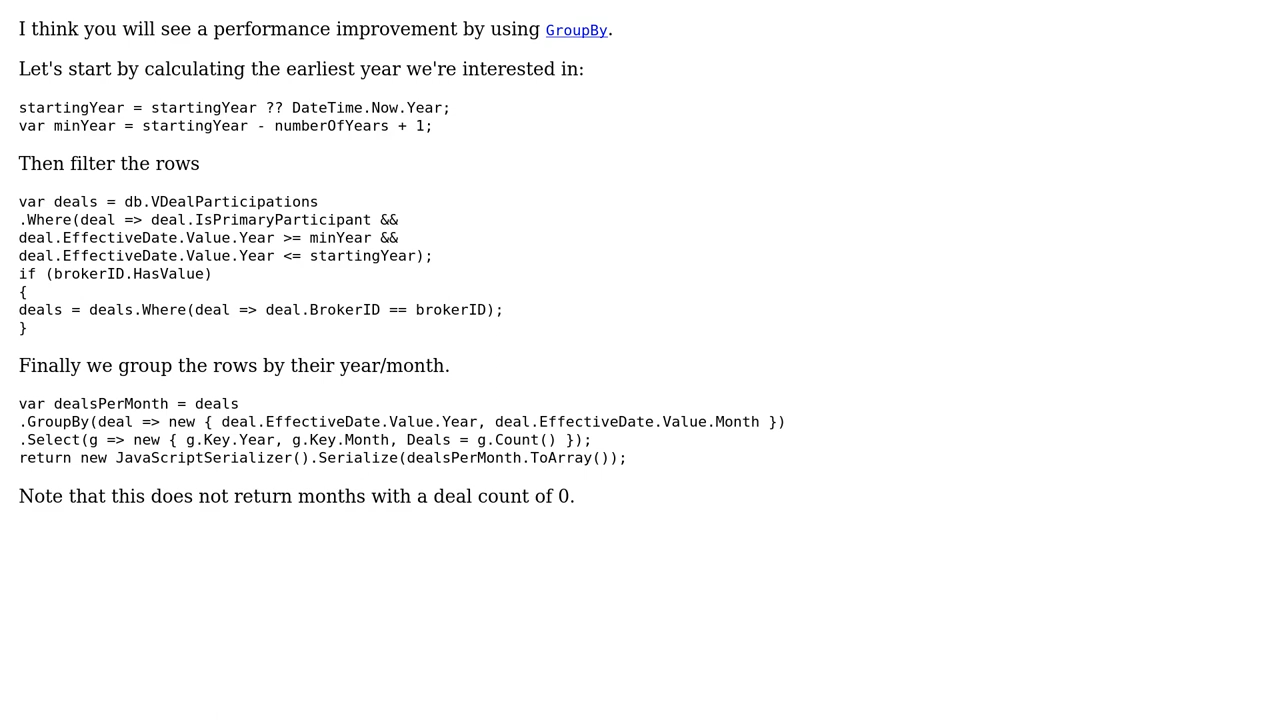 I think you will see a performance improvement by using GroupBy.
Let's start by calculating the earliest year we're interested in:
startingYear = startingYear ?? DateTime.Now.Year;
var minYear = startingYear - numberOfYears + 1;
Then filter the rows
var deals = db.VDealParticipations
.Where(deal => deal.IsPrimaryParticipant &&
deal.EffectiveDate.Value.Year >= minYear &&
deal.EffectiveDate.Value.Year <= startingYear);
if (brokerID.HasValue)
{
deals = deals.Where(deal => deal.BrokerID == brokerID);
}
Finally we group the rows by their year/month.
var dealsPerMonth = deals
.GroupBy(deal => new { deal.EffectiveDate.Value.Year, deal.EffectiveDate.Value.Month })
.Select(g => new { g.Key.Year, g.Key.Month, Deals = g.Count() });
return new JavaScriptSerializer().Serialize(dealsPerMonth.ToArray());
Note that this does not return months with a deal count of 0.